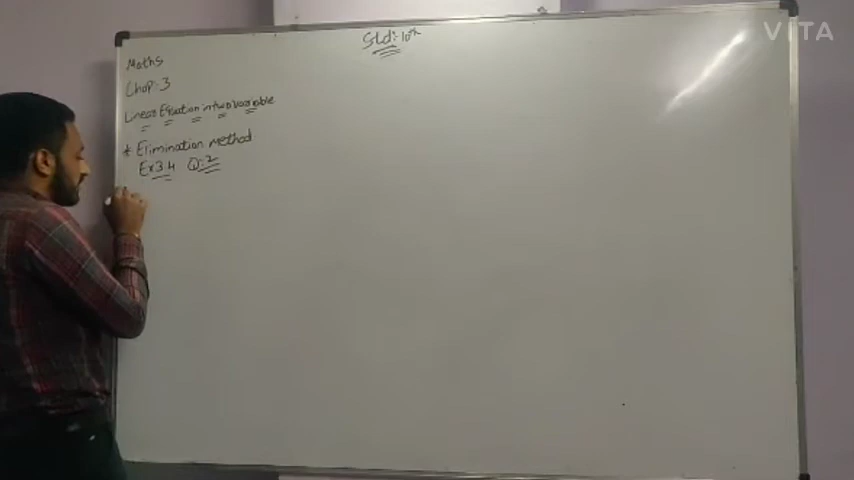 Std:- 10th
VITA
Maths
Chap:-3
Linear Equation in two variable
* Elimination method
Ex 3.4 Q:-2